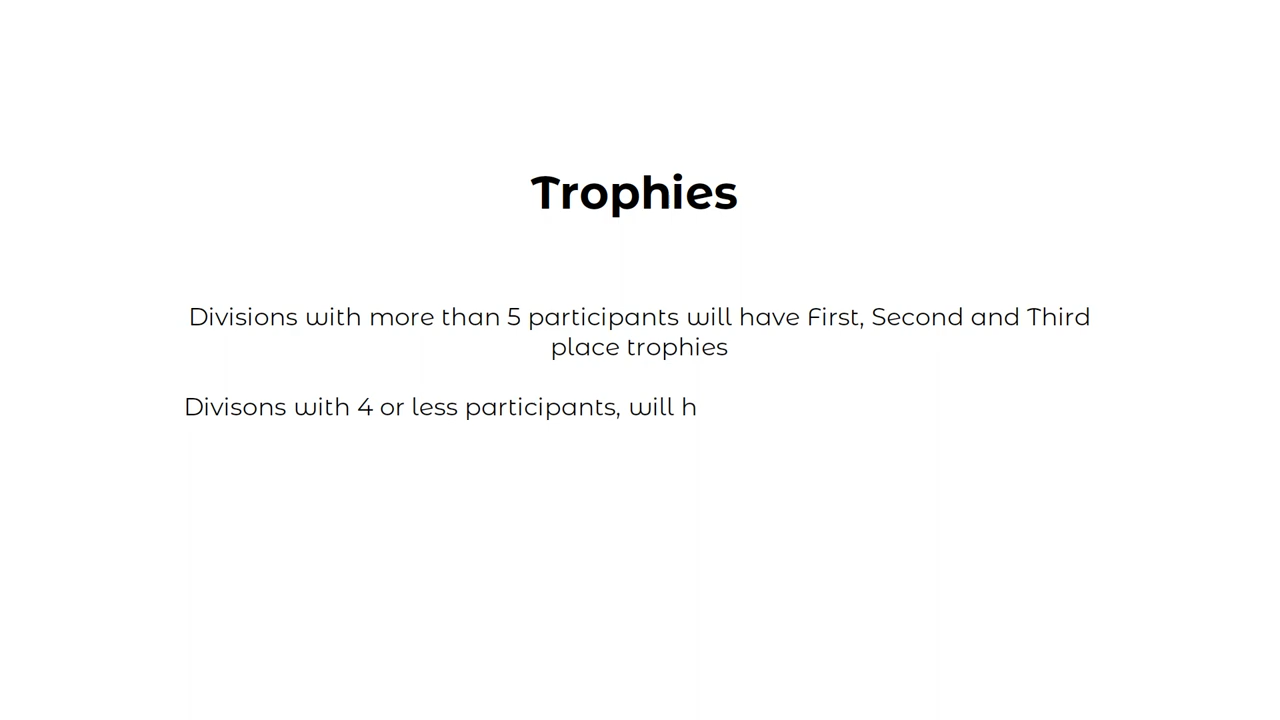 Trophies
Divisions with more than 5 participants will have First, Second and Third
place trophies
Divisons with 4 or less participants, will h